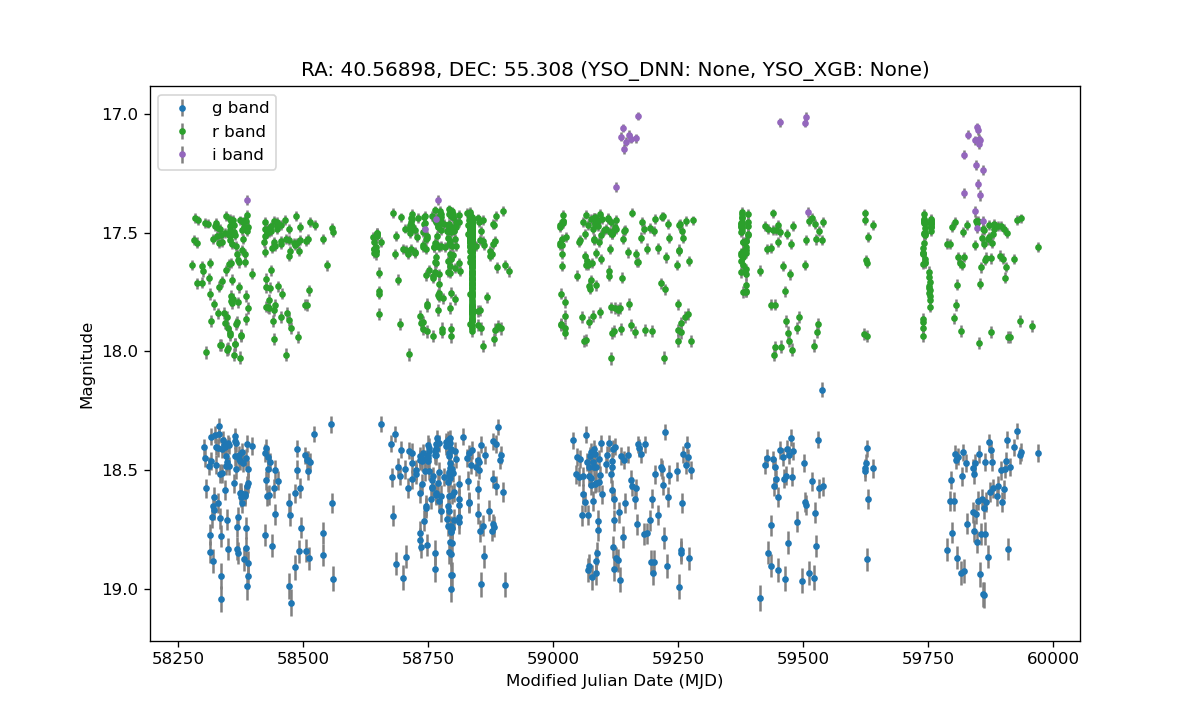 RA: 40.56898, DEC: 55.308 (YSO_DNN: None, YSO_XGB: None)
g band
r band
i band
17.0
17.5
18.0
18.5
19.0
Magnitude
58250 58500 58750 59000 59250 59500 59750 60000
Modified Julian Date (MJD)